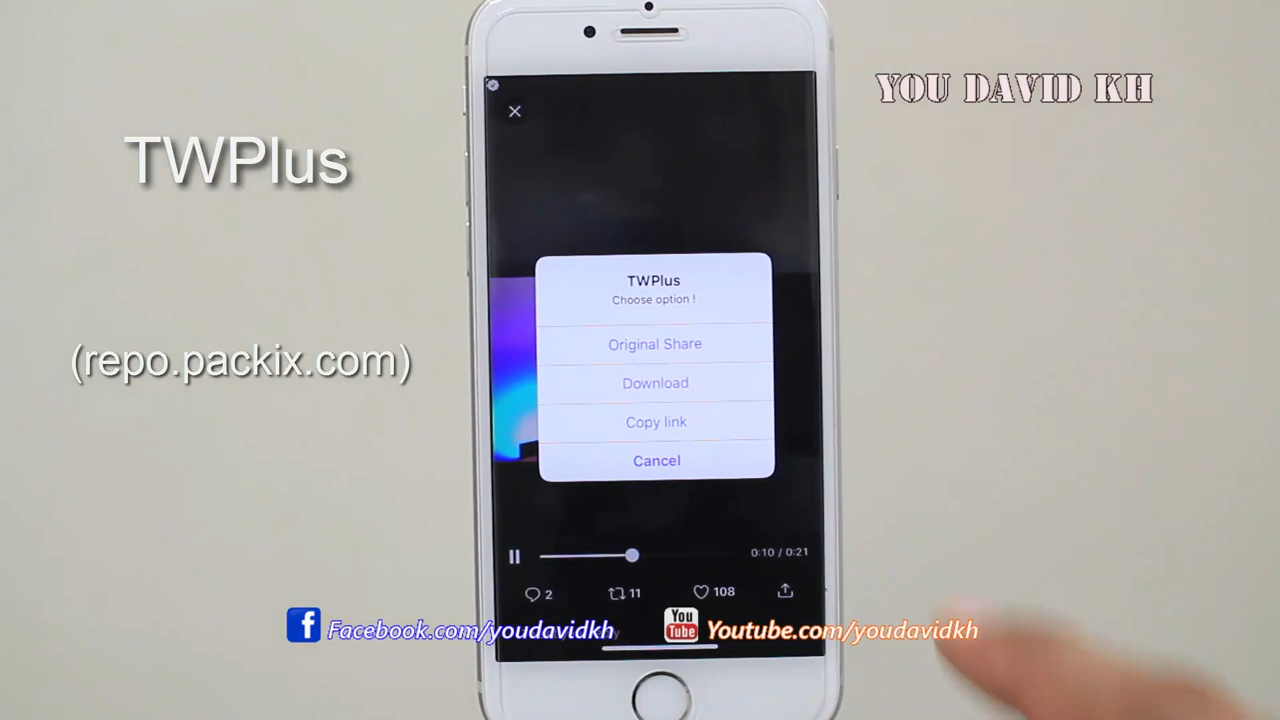 YOU DAVID KH
TWPlus
(repo.packix.com)
TWPlus
Choose option !
Original Share
Download
Copy link
Cancel
0:10 / 0:21
2
11
108
f
Facebook.com/youdavidkh
You
Tube
Youtube.com/youdavidkh